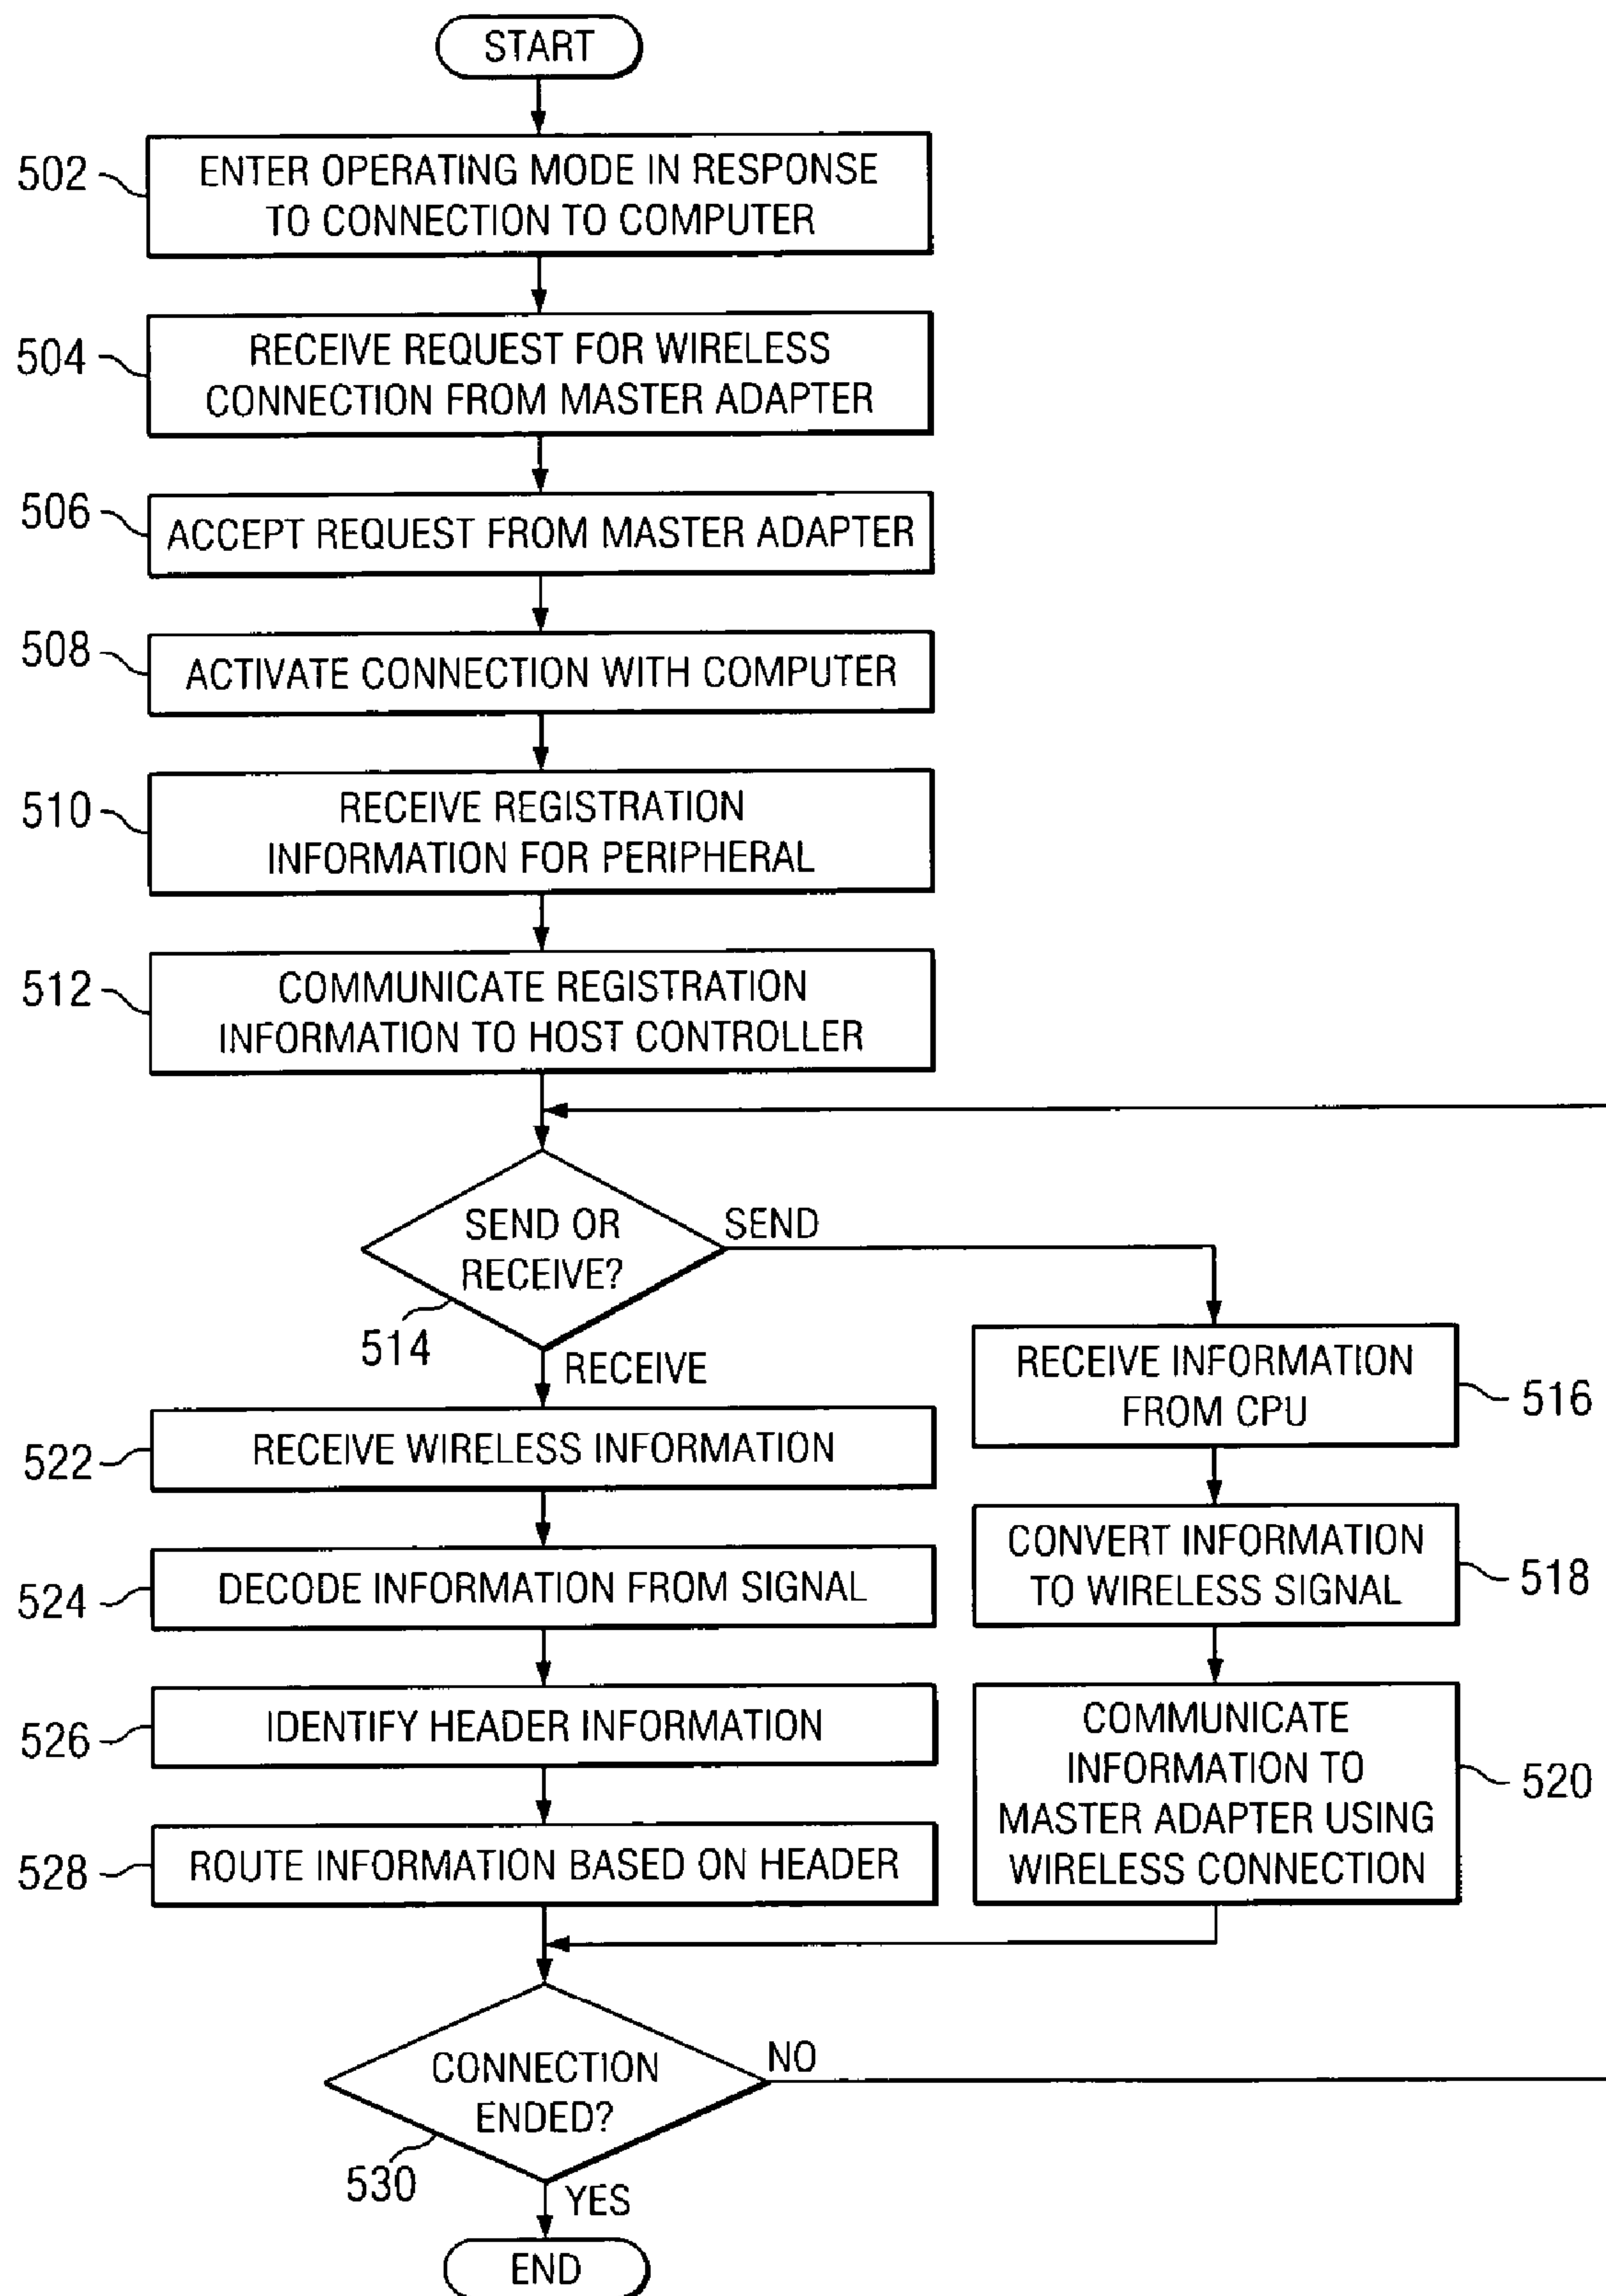 START
502
ENTER OPERATING MODE IN RESPONSE
TO CONNECTION TO COMPUTER
504
RECEIVE REQUEST FOR WIRELESS
CONNECTION FROM MASTER ADAPTER
506
ACCEPT REQUEST FROM MASTER ADAPTER
508
ACTIVATE CONNECTION WITH COMPUTER
510
RECEIVE REGISTRATION
INFORMATION FOR PERIPHERAL
512
COMMUNICATE REGISTRATION
INFORMATION TO HOST CONTROLLER
SEND OR
RECEIVE?
SEND
514
RECEIVE
RECEIVE INFORMATION
FROM CPU
516
CONVERT INFORMATION
TO WIRELESS SIGNAL
518
COMMUNICATE
INFORMATION TO
MASTER ADAPTER USING
WIRELESS CONNECTION
520
522
RECEIVE WIRELESS INFORMATION
524
DECODE INFORMATION FROM SIGNAL
526
IDENTIFY HEADER INFORMATION
528
ROUTE INFORMATION BASED ON HEADER
CONNECTION
ENDED?
NO
530
YES
END